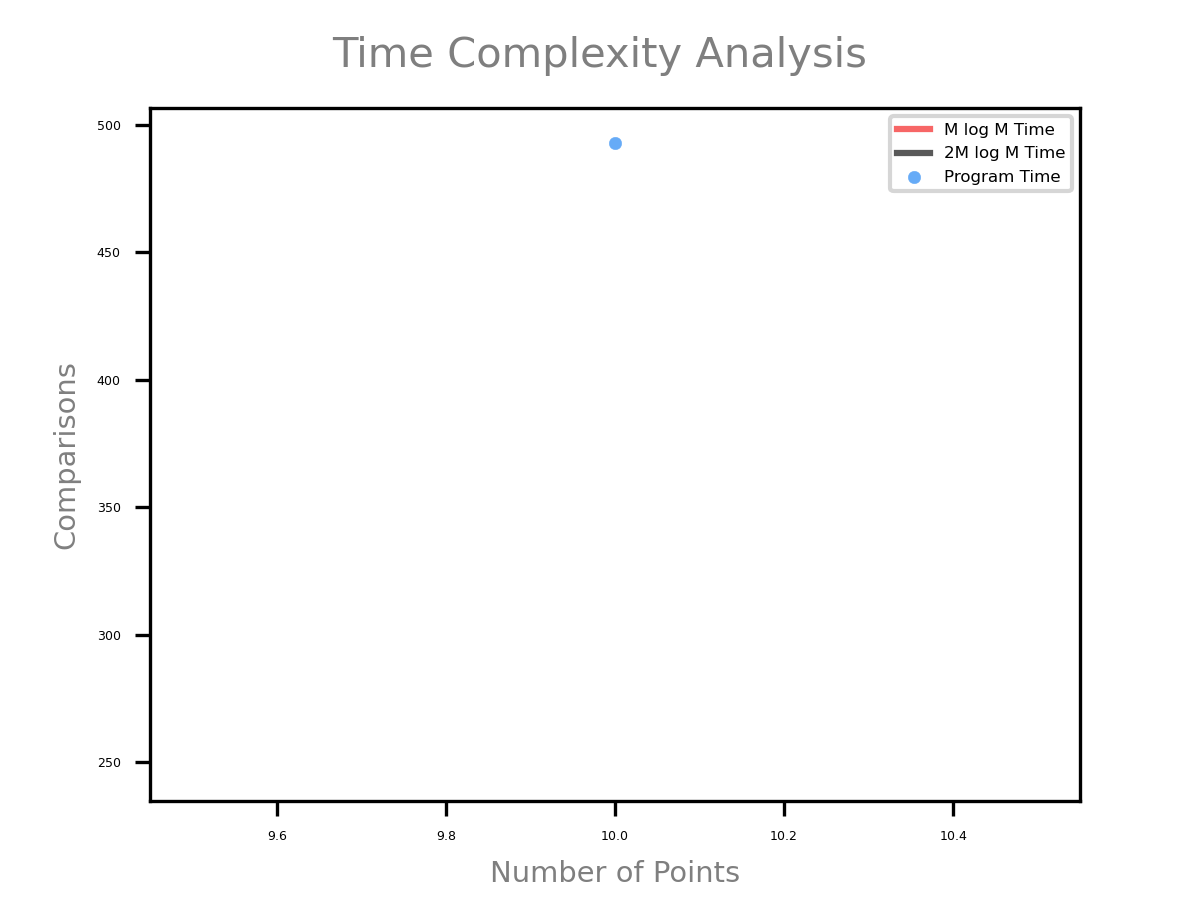 Time Complexity Analysis
M log M Time
2M log M Time
Program Time
500
450
400
350
300
250
Comparisons
9.6
9.8
10.0
10.2
10.4
Number of Points